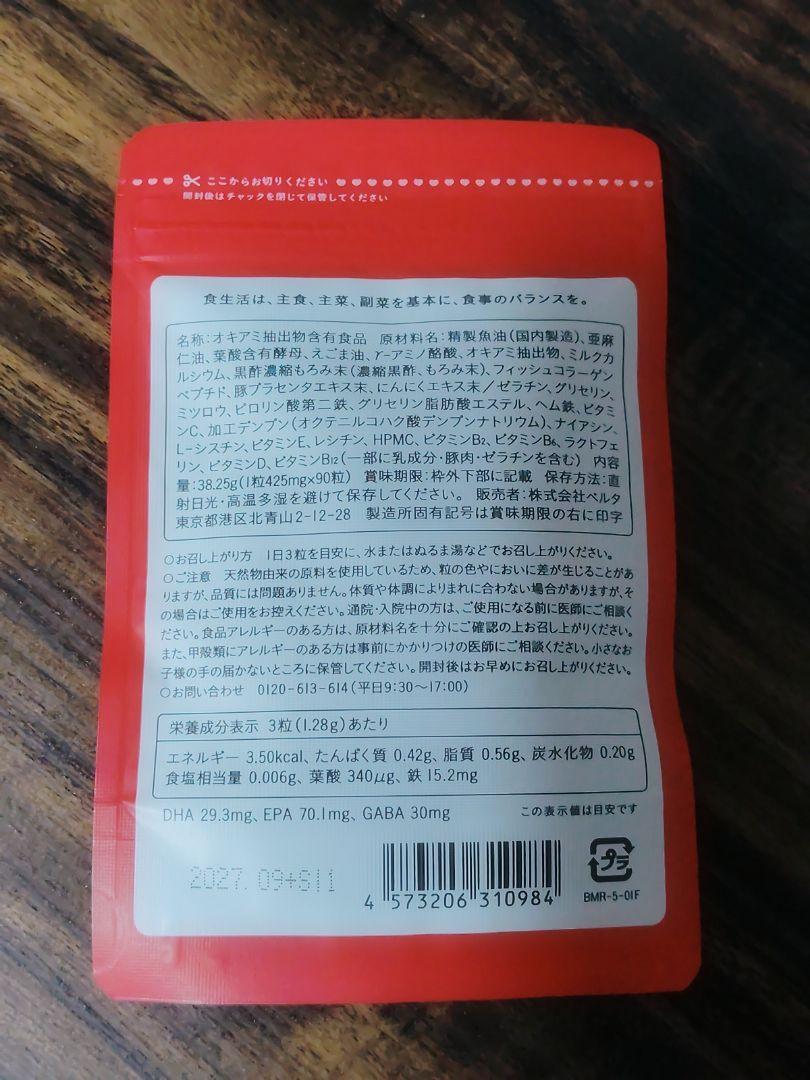 ここからお切りください
開封後はチャックを閉じて保管してください
食生活は、主食、主菜、副菜を基本に、食事のバランスを。
名称:オキアミ抽出物含有食品 原材料名:精製魚油(国内製造)、亜麻
仁油、葉酸含有酵母、えごま油、γ-アミノ酪酸、オキアミ抽出物、ミルクカ
ルシウム、黒酢濃縮もろみ末(濃縮黒酢、もろみ末)、フィッシュコラーゲン
ペプチド、豚プラセンタエキス末、にんにくエキス末/ゼラチン、グリセリン、
ミツロウ、ピロリン酸第二鉄、グリセリン脂肪酸エステル、ヘム鉄、ビタミ
ンC、加工デンプン(オクテニルコハク酸デンプンナトリウム)、ナイアシン、
L-シスチン、ビタミンE、レシチン、HPMC、ビタミンB2、ビタミンB6、ラクトフェ
リン、ビタミンD、ビタミンB12(一部に乳成分・豚肉・ゼラチンを含む) 内容
量:38.25g(1粒425mg×90粒) 賞味期限:枠外下部に記載 保存方法:直
射日光・高温多湿を避けて保存してください。 販売者:株式会社ベルタ
東京都港区北青山2-12-28 製造所固有記号は賞味期限の右に印字
○お召し上がり方 1日3粒を目安に、水またはぬるま湯などでお召し上がりください。
○ご注意 天然物由来の原料を使用しているため、粒の色やにおいに差が生じることがあ
りますが、品質には問題ありません。体質や体調によりまれに合わない場合がありますが、そ
の場合はご使用をお控えください。通院・入院中の方は、ご使用になる前に医師にご相談く
ださい。食品アレルギーのある方は、原材料名を十分にご確認の上お召し上がりください。
また、甲殻類にアレルギーのある方は事前にかかりつけの医師にご相談ください。小さなお
子様の手の届かないところに保管してください。開封後はお早めにお召し上がりください。
○お問い合わせ 0120-613-614(平日9:30〜17:00)
栄養成分表示 3粒(1.28g)あたり
エネルギー 3.50kcal、たんぱく質 0.42g、脂質 0.56g、炭水化物 0.20g
食塩相当量 0.006g、葉酸 340μg、鉄 15.2mg
DHA 29.3mg、EPA 70.1mg、GABA 30mg この表示値は目安です
2027.09+S11
4 573206 310984
プラ
BMR-5-01F